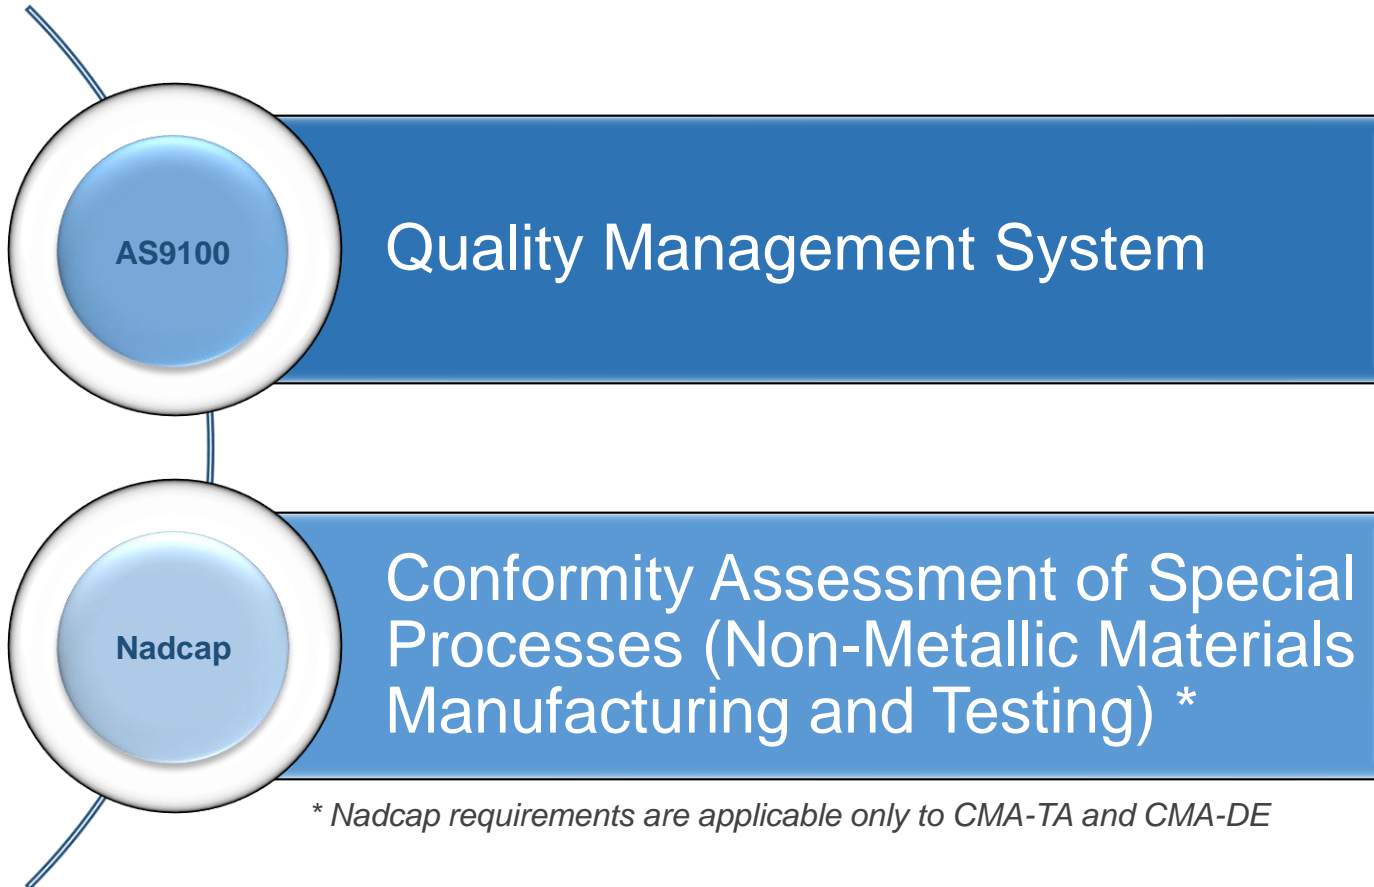 AS9100
Quality Management System
Nadcap
Conformity Assessment of Special
Processes (Non-Metallic Materials
Manufacturing and Testing) *
* Nadcap requirements are applicable only to CMA-TA and CMA-DE